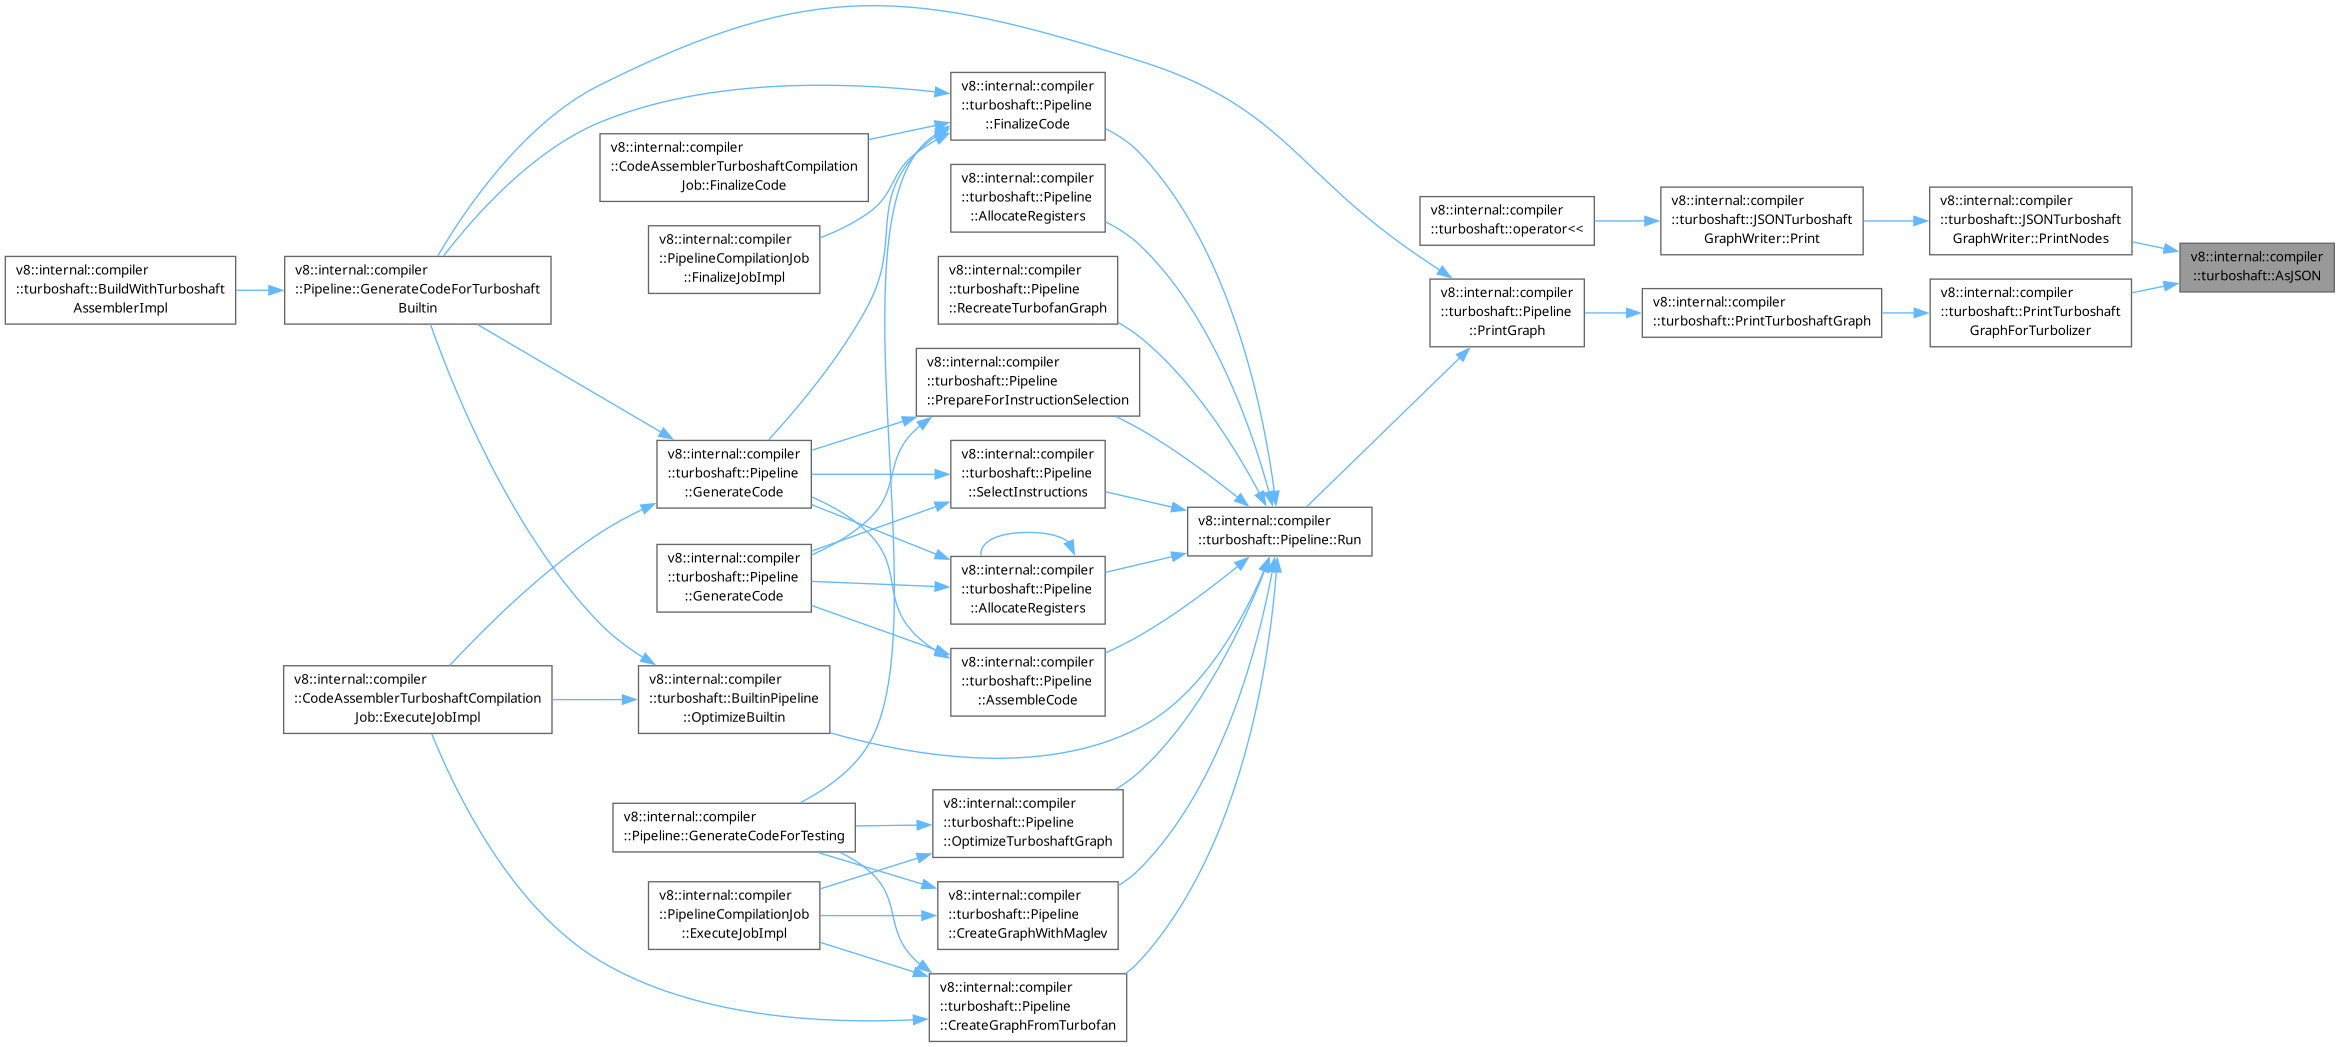 v8::internal::compiler
::turboshaft::BuildWithTurboshaft
AssemblerImpl
v8::internal::compiler
::Pipeline::GenerateCodeForTurboshaft
Builtin
v8::internal::compiler
::CodeAssemblerTurboshaftCompilation
Job::ExecuteJobImpl
v8::internal::compiler
::CodeAssemblerTurboshaftCompilation
Job::FinalizeCode
v8::internal::compiler
::PipelineCompilationJob
::FinalizeJobImpl
v8::internal::compiler
::turboshaft::Pipeline
::GenerateCode
v8::internal::compiler
::turboshaft::Pipeline
::GenerateCode
v8::internal::compiler
::turboshaft::BuiltinPipeline
::OptimizeBuiltin
v8::internal::compiler
::Pipeline::GenerateCodeForTesting
v8::internal::compiler
::PipelineCompilationJob
::ExecuteJobImpl
v8::internal::compiler
::turboshaft::Pipeline
::FinalizeCode
v8::internal::compiler
::turboshaft::Pipeline
::AllocateRegisters
v8::internal::compiler
::turboshaft::Pipeline
::RecreateTurbofanGraph
v8::internal::compiler
::turboshaft::Pipeline
::PrepareForInstructionSelection
v8::internal::compiler
::turboshaft::Pipeline
::SelectInstructions
v8::internal::compiler
::turboshaft::Pipeline
::AllocateRegisters
v8::internal::compiler
::turboshaft::Pipeline
::AssembleCode
v8::internal::compiler
::turboshaft::Pipeline
::OptimizeTurboshaftGraph
v8::internal::compiler
::turboshaft::Pipeline
::CreateGraphWithMaglev
v8::internal::compiler
::turboshaft::Pipeline
::CreateGraphFromTurbofan
v8::internal::compiler
::turboshaft::Pipeline::Run
v8::internal::compiler
::turboshaft::operator<<
v8::internal::compiler
::turboshaft::Pipeline
::PrintGraph
v8::internal::compiler
::turboshaft::JSONTurboshaft
GraphWriter::Print
v8::internal::compiler
::turboshaft::PrintTurboshaftGraph
v8::internal::compiler
::turboshaft::JSONTurboshaft
GraphWriter::PrintNodes
v8::internal::compiler
::turboshaft::PrintTurboshaft
GraphForTurbolizer
v8::internal::compiler
::turboshaft::AsJSON